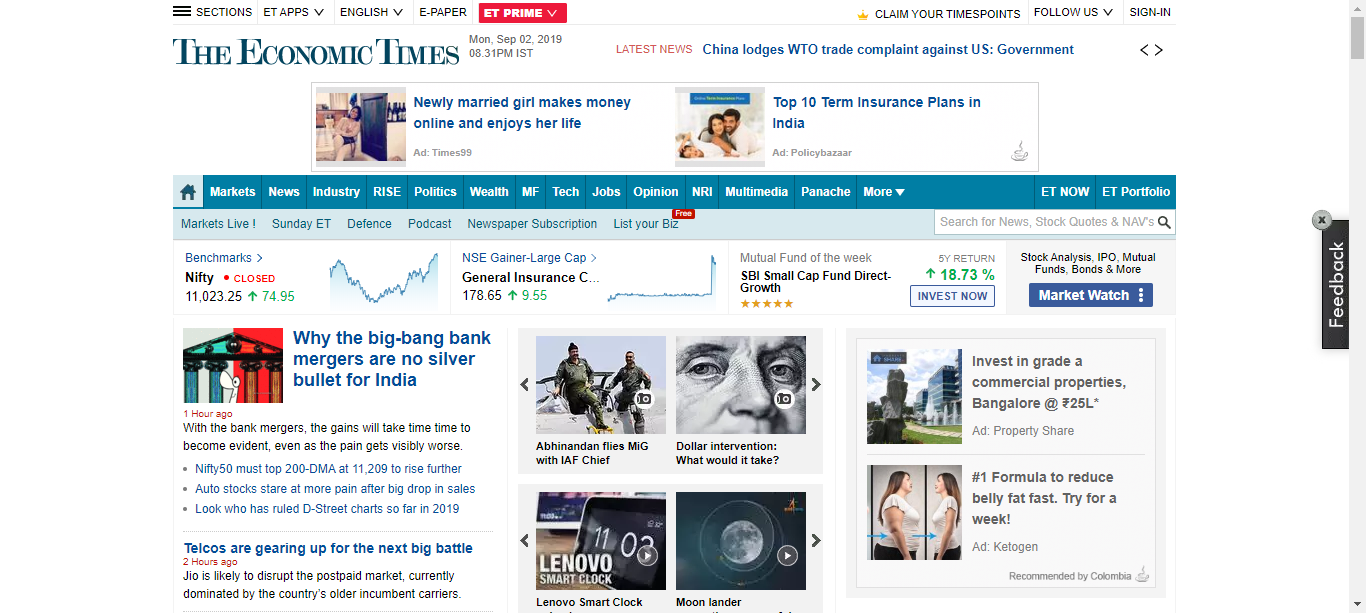 SECTIONS ET APPS ENGLISH E-PAPER ET PRIME CLAIM YOUR TIMESPOINTS FOLLOW US SIGN-IN
THE ECONOMIC TIMES
Mon, Sep 02, 2019
08.31PM IST
LATEST NEWS China lodges WTO trade complaint against US: Government
Newly married girl makes money
online and enjoys her life
Ad: Times99
Top 10 Term Insurance Plans in
India
Ad: Policybazaar
Markets News Industry RISE Politics Wealth MF Tech Jobs Opinion NRI Multimedia Panache More ET NOW ET Portfolio
Markets Live ! Sunday ET Defence Podcast Newspaper Subscription List your Biz Free
Search for News, Stock Quotes & NAV's
x
Feedback
Benchmarks
Nifty CLOSED
11,023.25 74.95
NSE Gainer-Large Cap
General Insurance C...
178.65 9.55
Mutual Fund of the week
SBI Small Cap Fund Direct-
Growth
5Y RETURN
18.73 %
INVEST NOW
Stock Analysis, IPO, Mutual
Funds, Bonds & More
Market Watch
Why the big-bang bank
mergers are no silver
bullet for India
1 Hour ago
With the bank mergers, the gains will take time time to
become evident, even as the pain gets visibly worse.
Nifty50 must top 200-DMA at 11,209 to rise further
Auto stocks stare at more pain after big drop in sales
Look who has ruled D-Street charts so far in 2019
Telcos are gearing up for the next big battle
2 Hours ago
Jio is likely to disrupt the postpaid market, currently
dominated by the country's older incumbent carriers.
Abhinandan flies MiG
with IAF Chief
Dollar intervention:
What would it take?
11 03
LENOVO
SMART CLOCK
Lenovo Smart Clock
Moon lander
Invest in grade a
commercial properties,
Bangalore @ ₹25L*
Ad: Property Share
#1 Formula to reduce
belly fat fast. Try for a
week!
Ad: Ketogen
Recommended by Colombia